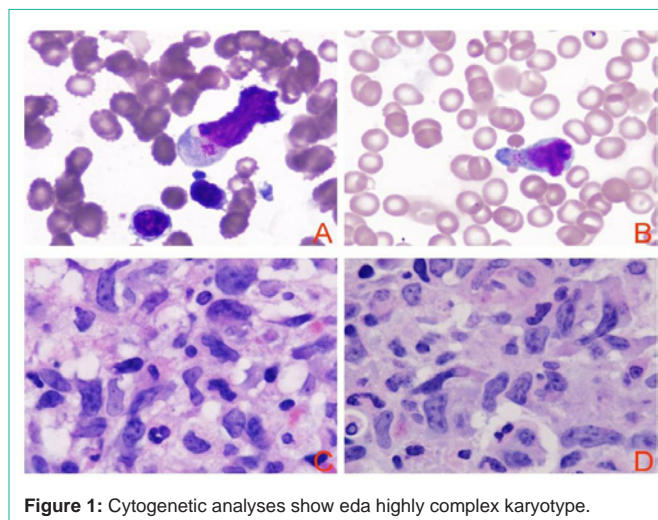 A
B
C
D
Figure 1: Cytogenetic analyses show eda highly complex karyotype.